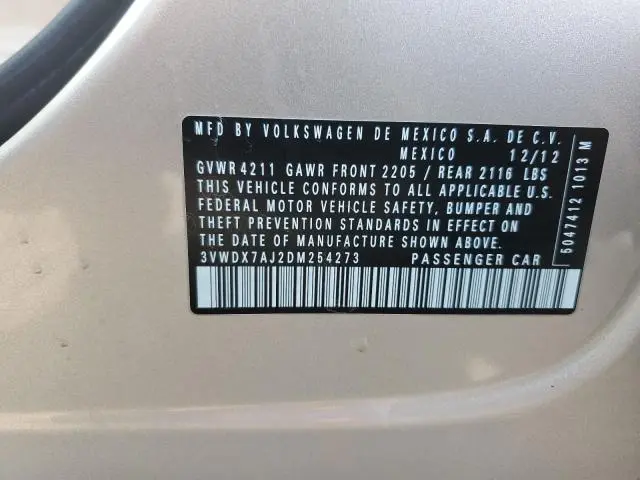 MFD BY VOLKSWAGEN DE MEXICO S.A. DE C.V.
MEXICO 12/12
GVWR 4211 GAWR FRONT 2205 / REAR 2116 LBS
THIS VEHICLE CONFORMS TO ALL APPLICABLE U.S.
FEDERAL MOTOR VEHICLE SAFETY, BUMPER AND
THEFT PREVENTION STANDARDS IN EFFECT ON
THE DATE OF MANUFACTURE SHOWN ABOVE.
3VWDX7AJ2DM254273 PASSENGER CAR
5047412 1013 M